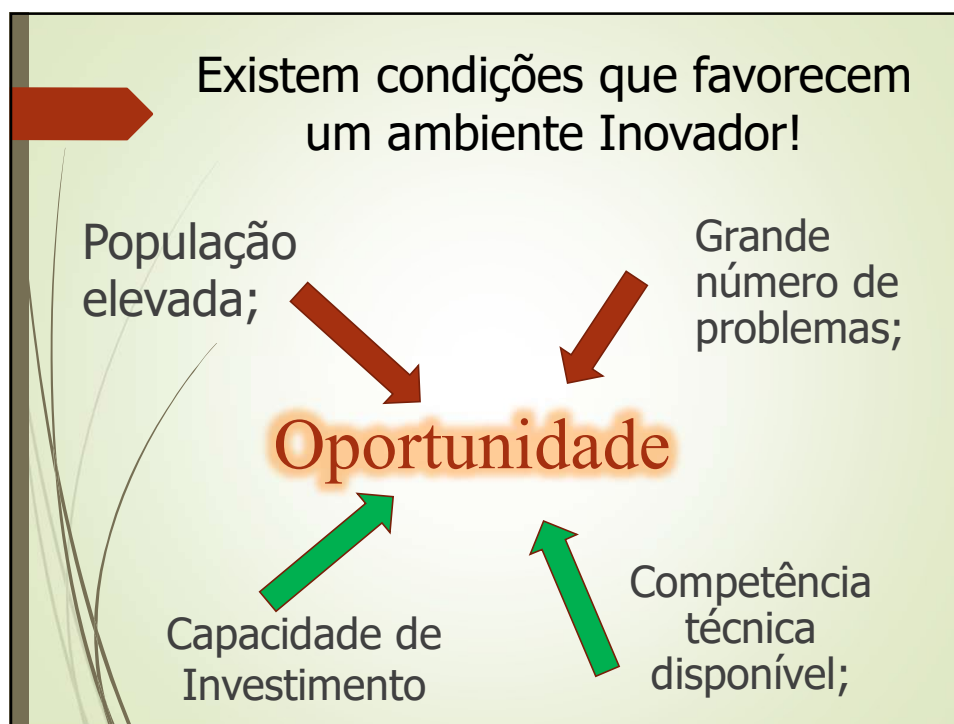 Existem condições que favorecem
um ambiente Inovador!
População
elevada;
Grande
número de
problemas;
Oportunidade
Capacidade de
Investimento
Competência
técnica
disponível;